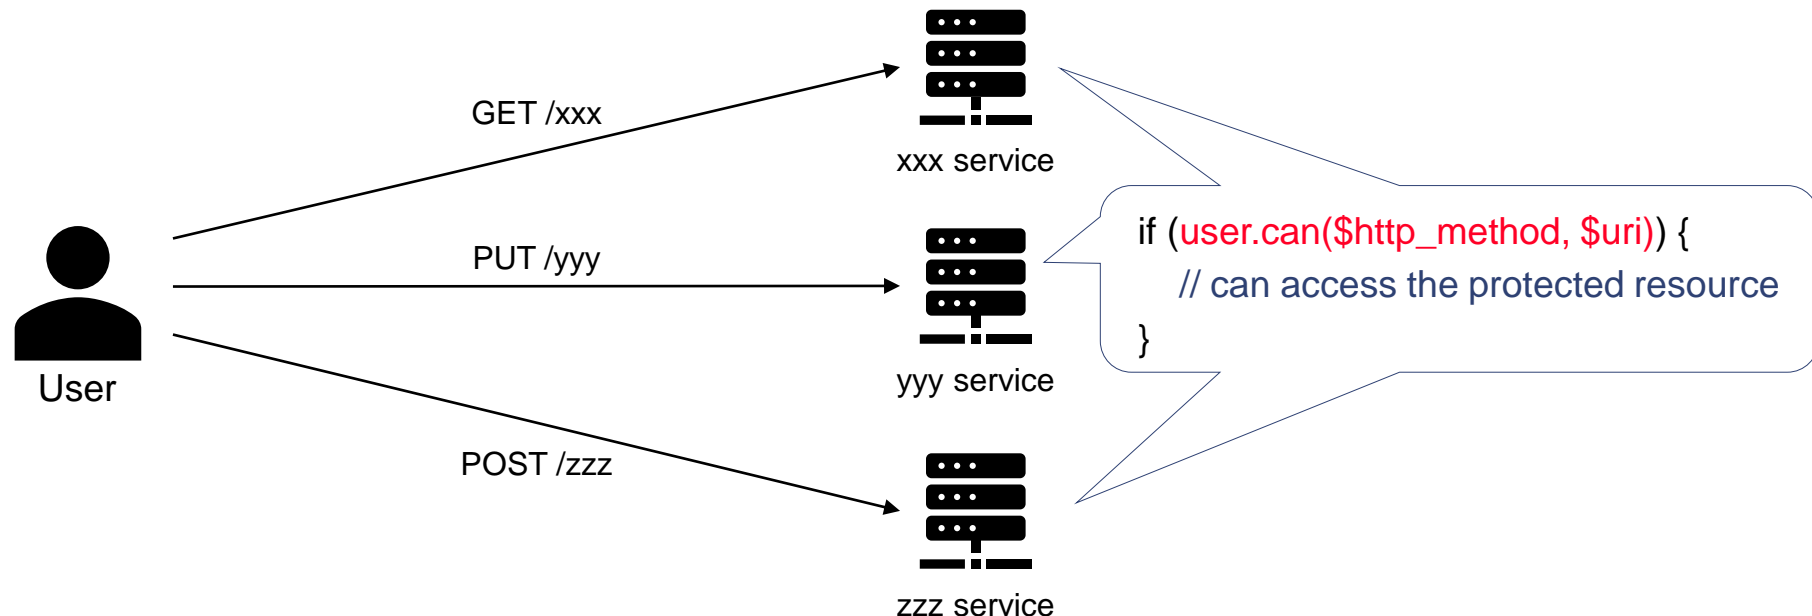 GET /xxx
xxx service
if (user.can($http_method, $uri)) {
// can access the protected resource
}
PUT /yyy
yyy service
User
POST /zzz
zzz service